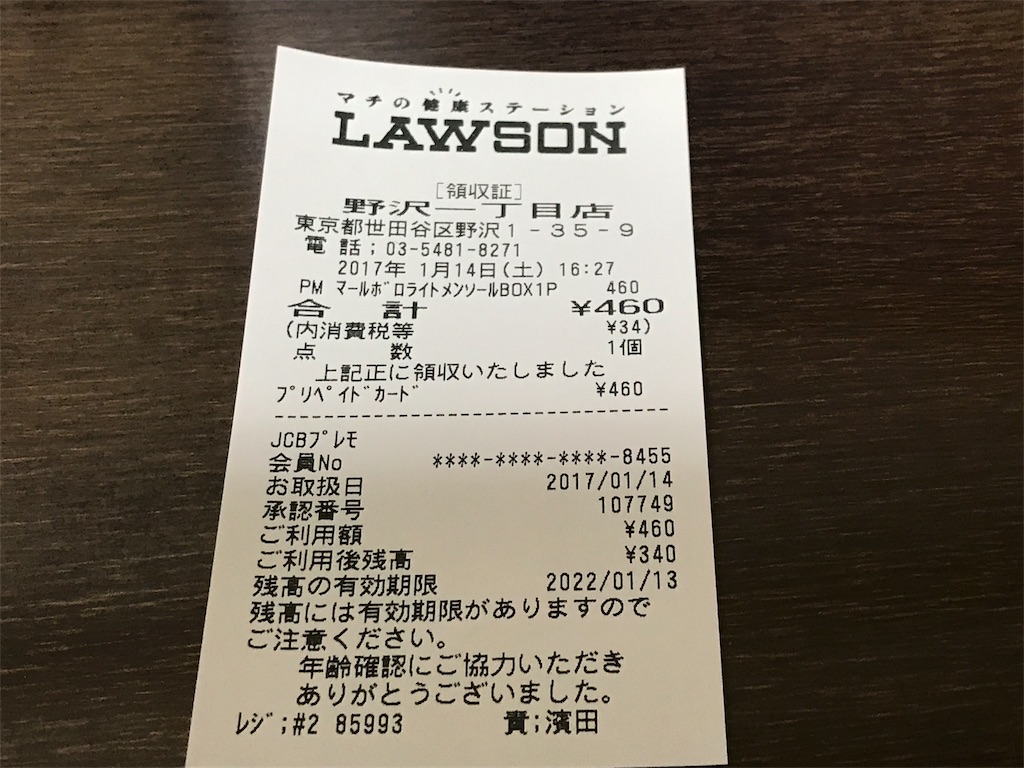 マチの健康ステーション
LAWSON
[領収証]
野沢一丁目店
東京都世田谷区野沢1-35-9
電話;03-5481-8271
2017年 1月14日(土) 16:27
PM マールボロライトメンソールBOX1P 460
合計 ¥460
(内消費税等 ¥34)
点数 1個
上記正に領収いたしました
プリペイドカード ¥460
JCBプレモ
会員No ****-****-****-8455
お取扱日 2017/01/14
承認番号 107749
ご利用額 ¥460
ご利用後残高 ¥340
残高の有効期限 2022/01/13
残高には有効期限がありますので
ご注意ください。
年齢確認にご協力いただき
ありがとうございました。
レジ;#2 85993 責;濱田